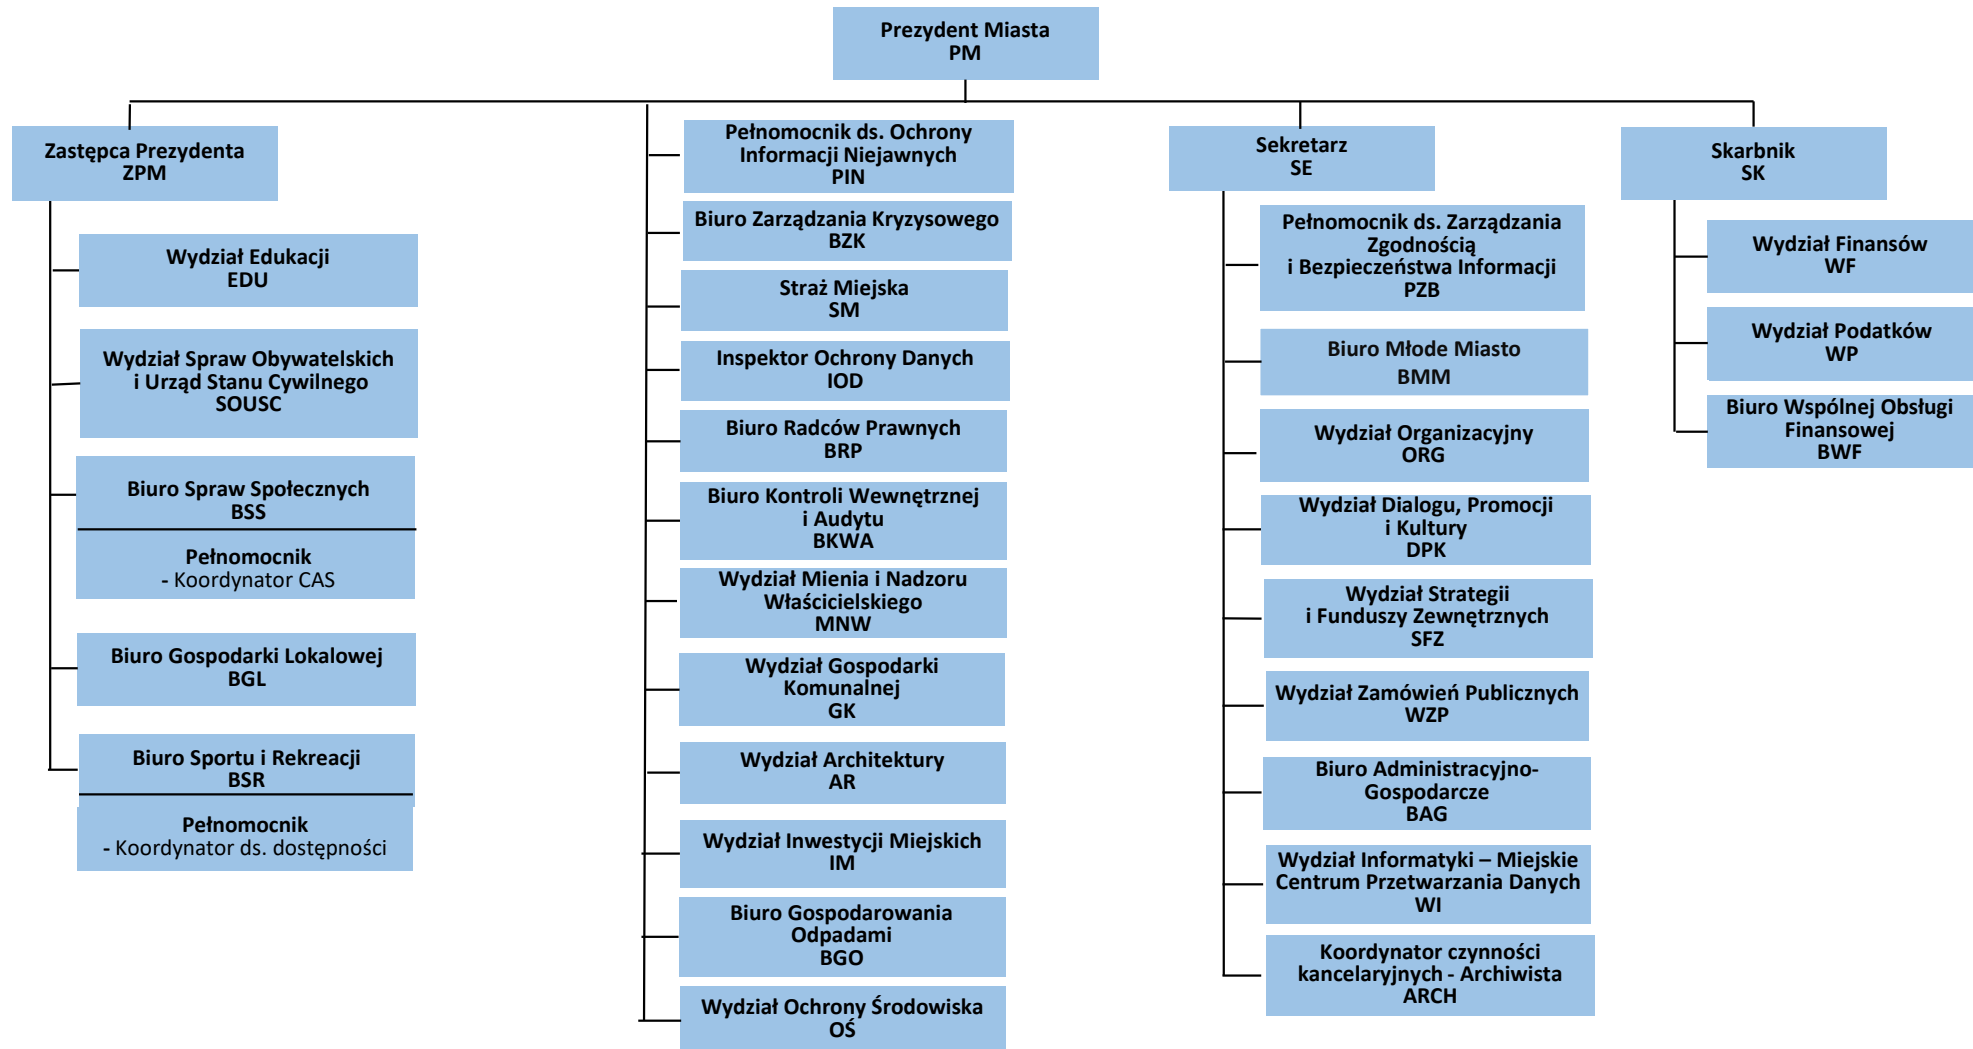 Prezydent Miasta
PM
Zastępca Prezydenta
ZPM
Wydział Edukacji
EDU
Wydział Spraw Obywatelskich
i Urząd Stanu Cywilnego
SOUSC
Biuro Spraw Społecznych
BSS
Pełnomocnik
- Koordynator CAS
Biuro Gospodarki Lokalowej
BGL
Biuro Sportu i Rekreacji
BSR
Pełnomocnik
- Koordynator ds. dostępności
Pełnomocnik ds. Ochrony
Informacji Niejawnych
PIN
Biuro Zarządzania Kryzysowego
BZK
Straż Miejska
SM
Inspektor Ochrony Danych
IOD
Biuro Radców Prawnych
BRP
Biuro Kontroli Wewnętrznej
i Audytu
BKWA
Wydział Mienia i Nadzoru
Właścicielskiego
MNW
Wydział Gospodarki
Komunalnej
GK
Wydział Architektury
AR
Wydział Inwestycji Miejskich
IM
Biuro Gospodarowania
Odpadami
BGO
Wydział Ochrony Środowiska
OŚ
Sekretarz
SE
Pełnomocnik ds. Zarządzania
Zgodnością
i Bezpieczeństwa Informacji
PZB
Biuro Młode Miasto
BMM
Wydział Organizacyjny
ORG
Wydział Dialogu, Promocji
i Kultury
DPK
Wydział Strategii
i Funduszy Zewnętrznych
SFZ
Wydział Zamówień Publicznych
WZP
Biuro Administracyjno-
Gospodarcze
BAG
Wydział Informatyki – Miejskie
Centrum Przetwarzania Danych
WI
Koordynator czynności
kancelaryjnych - Archiwista
ARCH
Skarbnik
SK
Wydział Finansów
WF
Wydział Podatków
WP
Biuro Wspólnej Obsługi
Finansowej
BWF